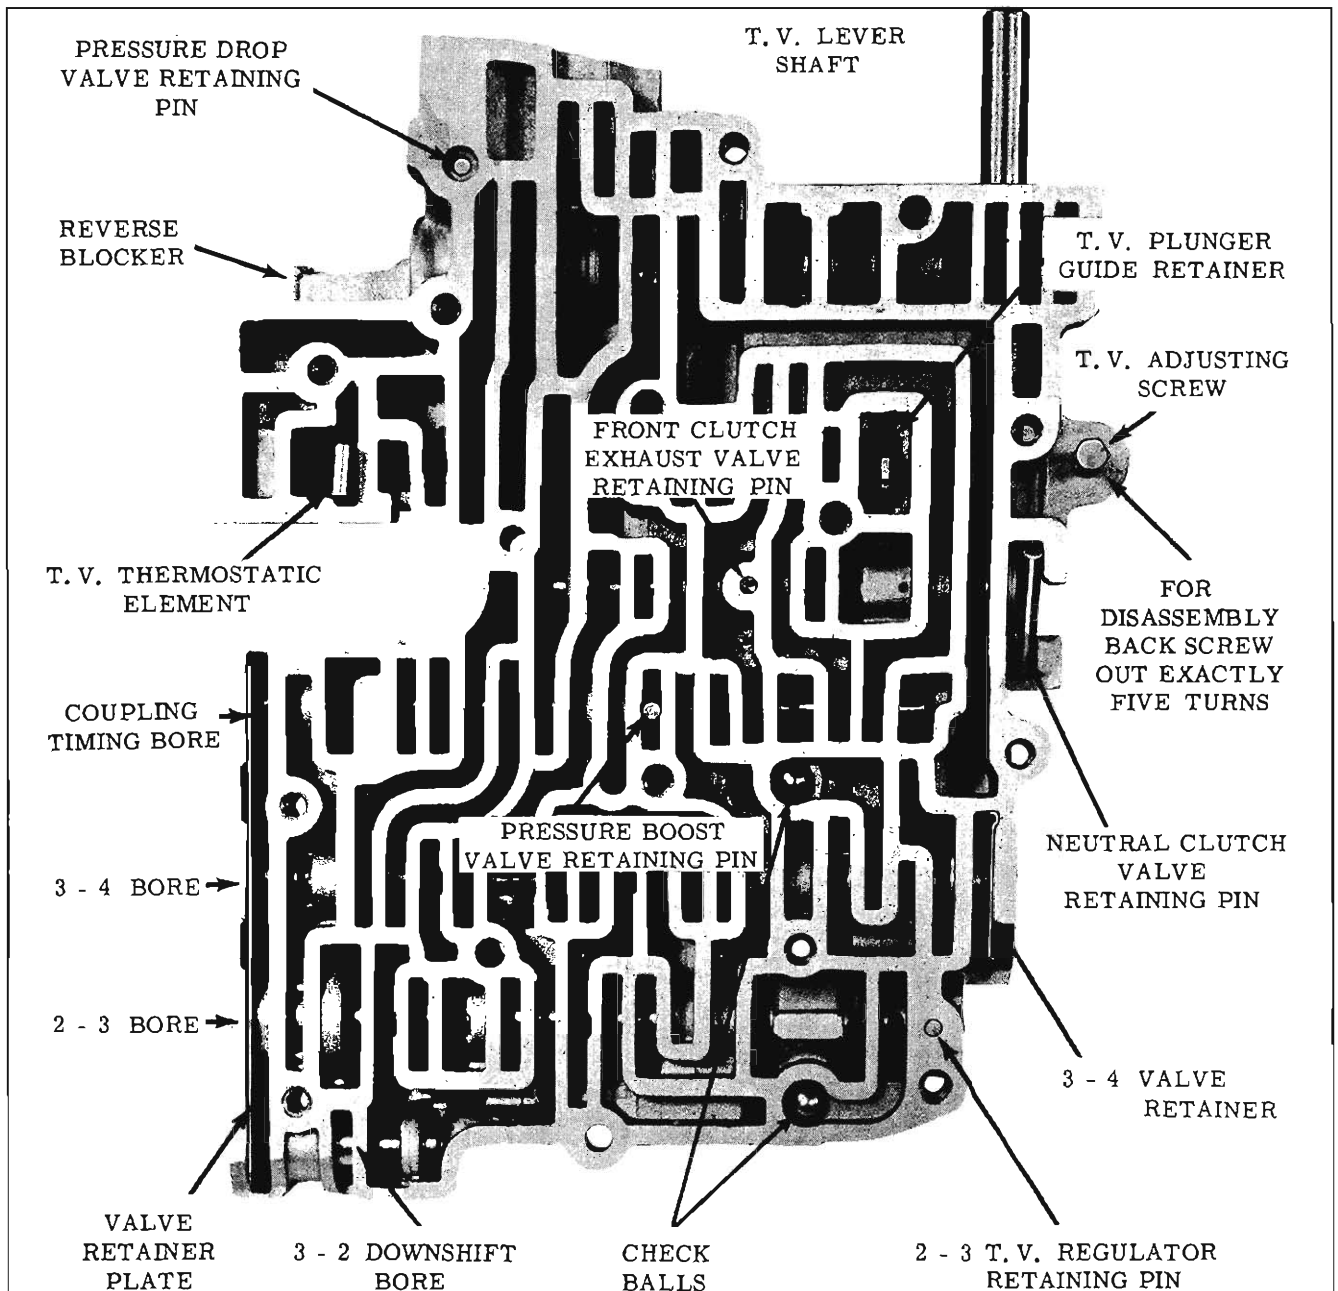 PRESSURE DROP
VALVE RETAINING
PIN
T. V. LEVER
SHAFT
REVERSE
BLOCKER
T. V. PLUNGER
GUIDE RETAINER
T. V. ADJUSTING
SCREW
FRONT CLUTCH
EXHAUST VALVE
RETAINING PIN
T. V. THERMOSTATIC
ELEMENT
FOR
DISASSEMBLY
BACK SCREW
OUT EXACTLY
FIVE TURNS
COUPLING
TIMING BORE
PRESSURE BOOST
VALVE RETAINING PIN
NEUTRAL CLUTCH
VALVE
RETAINING PIN
3 - 4 BORE
2 - 3 BORE
3 - 4 VALVE
RETAINER
VALVE
RETAINER
PLATE
3 - 2 DOWNSHIFT
BORE
CHECK
BALLS
2 - 3 T. V. REGULATOR
RETAINING PIN